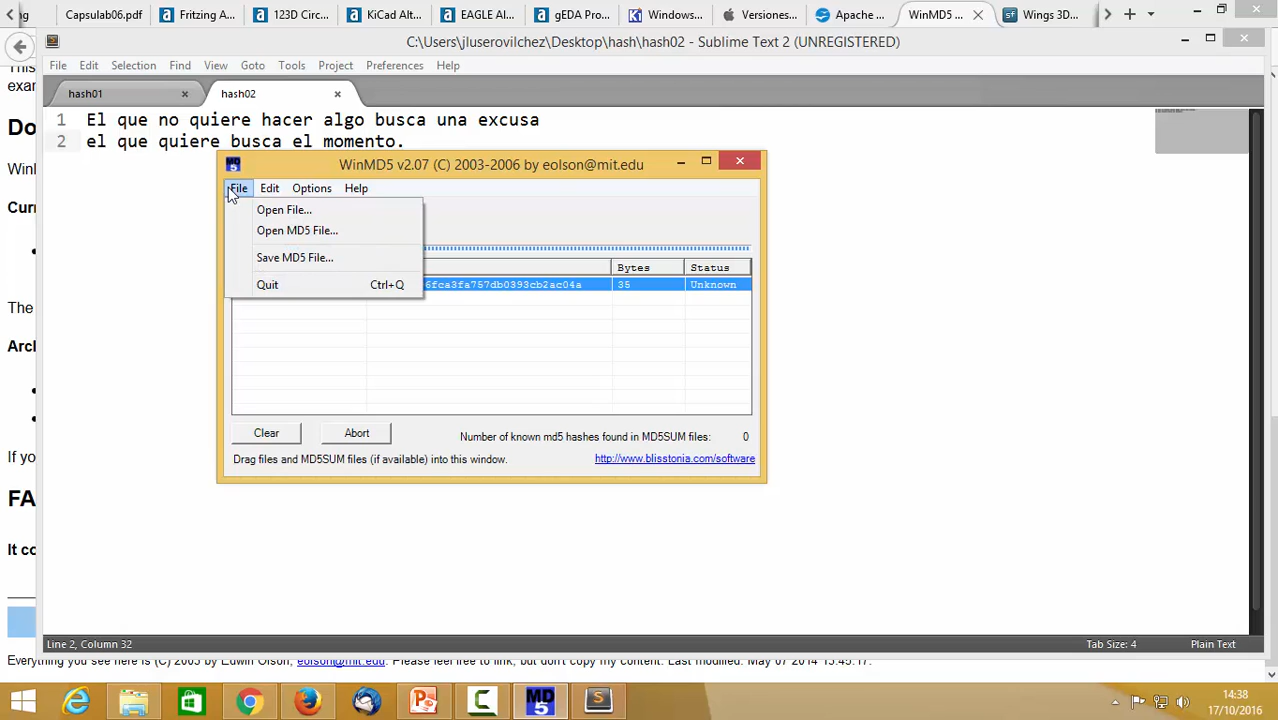 Capsulab06.pdf
Fritzing A...
123D Circ...
KiCad Alt...
EAGLE Al...
gEDA Pro...
Windows...
Versiones...
Apache ...
WinMD5 ...
Wings 3D...
C:\Users\jluserovilchez\Desktop\hash\hash02 - Sublime Text 2 (UNREGISTERED)
File Edit Selection Find View Goto Tools Project Preferences Help
hash01
hash02
1 El que no quiere hacer algo busca una excusa
2 el que quiere busca el momento.
WinMD5 v2.07 (C) 2003-2006 by eolson@mit.edu
File Edit Options Help
Open File...
Open MD5 File...
Save MD5 File...
Quit Ctrl+Q
Bytes Status
6fca3fa757db0393cb2ac04a 35 Unknown
Clear Abort
Number of known md5 hashes found in MD5SUM files: 0
Drag files and MD5SUM files (if available) into this window.
http://www.blisstonia.com/software
Do
WinM
Curr
The
Arch
If yo
FA
It co
Line 2, Column 32
Tab Size: 4
Plain Text
Everything you see here is (C) 2003 by Edwin Olson, eolson@mit.edu. Please feel free to link, but don't copy my content. Last modified: May 07 2014 13:45:17.
MD5
14:38
17/10/2016